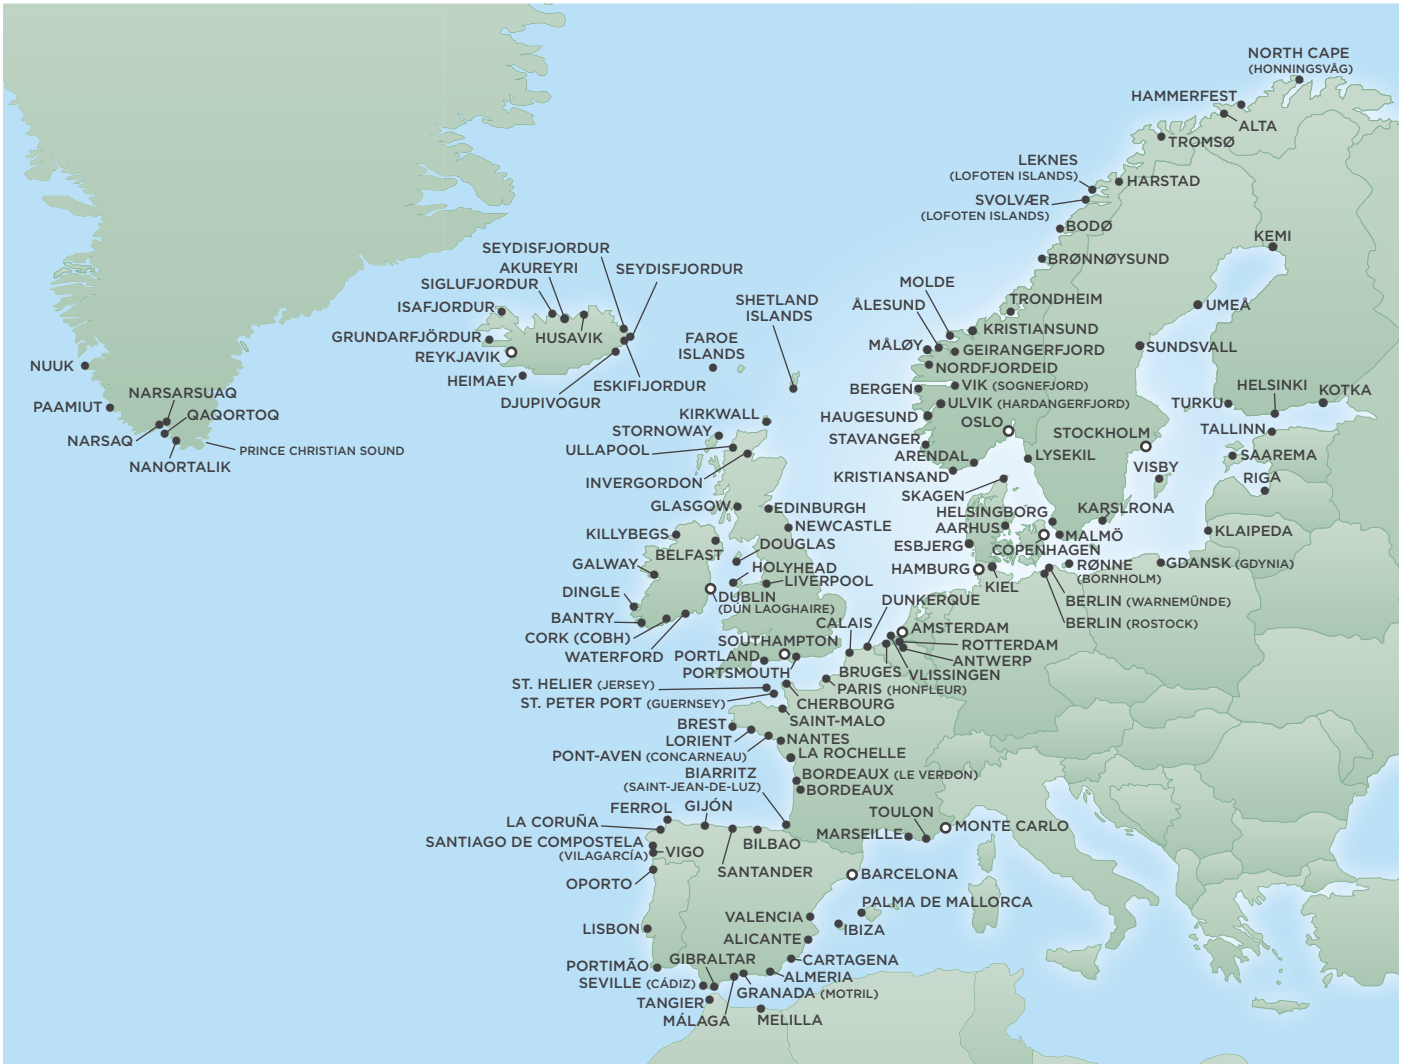 NORTH CAPE
(HONNINGSVÅG)
HAMMERFEST
ALTA
TROMSØ
LEKNES
(LOFOTEN ISLANDS)
HARSTAD
SVOLVÆR
(LOFOTEN ISLANDS)
BODØ
KEMI
BRØNNØYSUND
SEYDISFJORDUR
AKUREYRI
SEYDISFJORDUR
SIGLUFJORDUR
ISAFJORDUR
HUSAVIK
GRUNDARFJÖRDUR
REYKJAVIK
HEIMAEY
DJUPIVOGUR
ESKIFIJORDUR
FAROE
ISLANDS
SHETLAND
ISLANDS
MOLDE
ÅLESUND
TRONDHEIM
UMEÅ
KRISTIANSUND
MÅLØY
GEIRANGERFJORD
SUNDSVALL
NORDFJORDEID
NUUK
NARSARSUAQ
PAAMIUT
QAQORTOQ
NARSAQ
PRINCE CHRISTIAN SOUND
NANORTALIK
BERGEN
VIK (SOGNEFJORD)
ULVIK (HARDANGERFJORD)
HELSINKI
KOTKA
TURKU
HAUGESUND
OSLO
STOCKHOLM
TALLINN
STAVANGER
ARENDAL
LYSEKIL
VISBY
SAAREMA
KRISTIANSAND
RIGA
SKAGEN
KIRKWALL
STORNOWAY
ULLAPOOL
INVERGORDON
GLASGOW
EDINBURGH
NEWCASTLE
HELSINGBORG
KARSLRONA
AARHUS
MALMÖ
KLAIPEDA
ESBJERG
COPENHAGEN
HAMBURG
KIEL
RØNNE
(BORNHOLM)
GDANSK (GDYNIA)
BERLIN (WARNEMÜNDE)
BERLIN (ROSTOCK)
KILLYBEGS
BELFAST
DOUGLAS
GALWAY
HOLYHEAD
LIVERPOOL
DINGLE
DUBLIN
(DÚN LAOGHAIRE)
BANTRY
CORK (COBH)
WATERFORD
DUNKERQUE
CALAIS
AMSTERDAM
SOUTHAMPTON
ROTTERDAM
PORTLAND
ANTWERP
PORTSMOUTH
BRUGES
VLISSINGEN
ST. HELIER (JERSEY)
PARIS (HONFLEUR)
ST. PETER PORT (GUERNSEY)
CHERBOURG
SAINT-MALO
BREST
LORIENT
NANTES
PONT-AVEN (CONCARNEAU)
LA ROCHELLE
BIARRITZ
(SAINT-JEAN-DE-LUZ)
BORDEAUX (LE VERDON)
BORDEAUX
FERROL
GIJÓN
TOULON
LA CORUÑA
MARSEILLE
MONTE CARLO
SANTIAGO DE COMPOSTELA
(VILAGARCÍA)
VIGO
BILBAO
SANTANDER
OPORTO
BARCELONA
PALMA DE MALLORCA
VALENCIA
IBIZA
LISBON
ALICANTE
GIBRALTAR
CARTAGENA
PORTIMÃO
ALMERIA
SEVILLE (CÁDIZ)
GRANADA (MOTRIL)
TANGIER
MÁLAGA
MELILLA